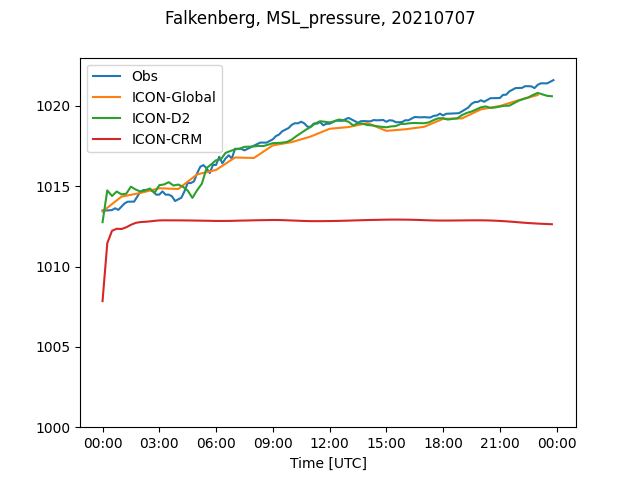 Falkenberg, MSL_pressure, 20210707
Obs
ICON-Global
ICON-D2
ICON-CRM
1020
1015
1010
1005
1000
00:00 03:00 06:00 09:00 12:00 15:00 18:00 21:00 00:00
Time [UTC]